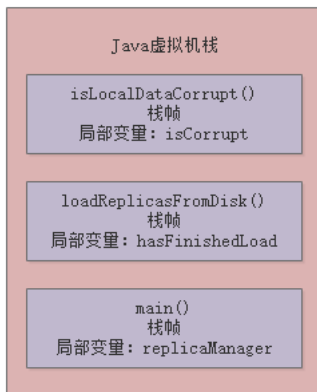 Java虚拟机栈
isLocalDataCorrupt()
栈帧
局部变量：isCorrupt
loadReplicasFromDisk()
栈帧
局部变量：hasFinishedLoad
main()
栈帧
局部变量：replicaManager